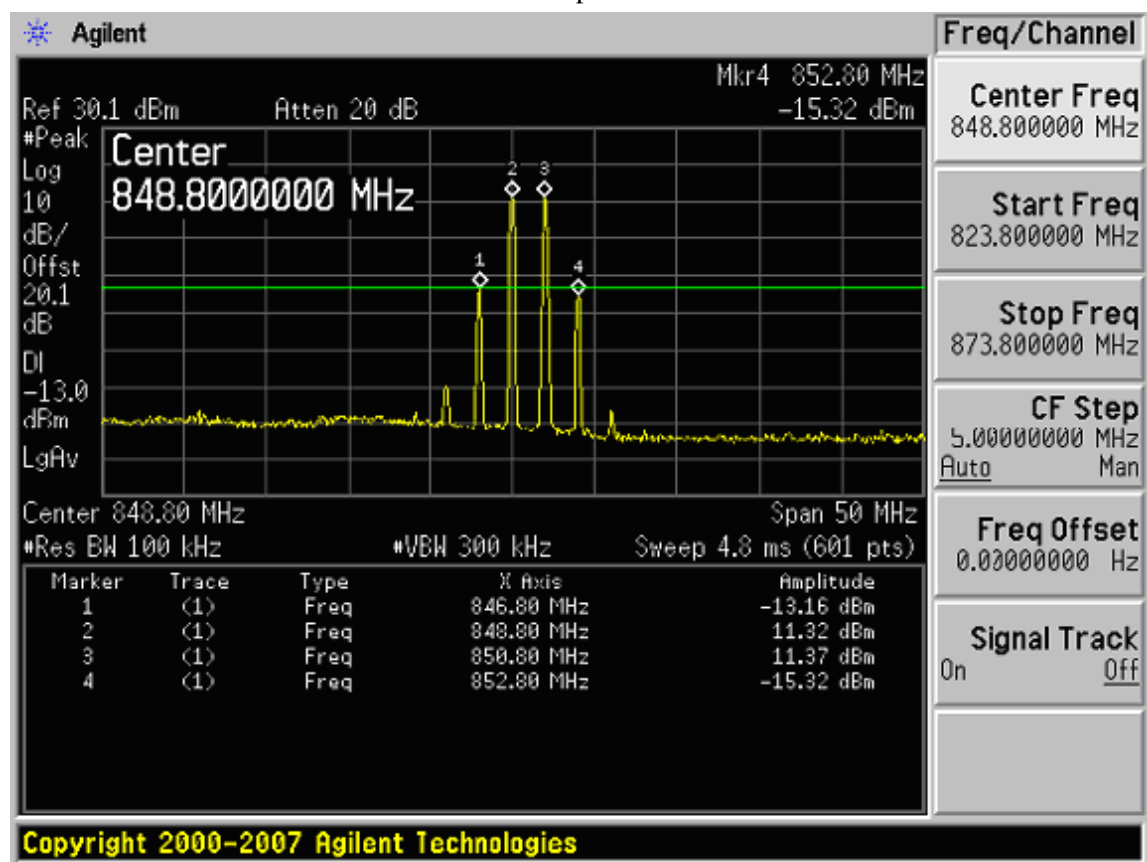 Agilent
Freq/Channel
Mkr4 852.80 MHz
Ref 30.1 dBm Atten 20 dB -15.32 dBm
#Peak
Log
10
dB/
Offst
20.1
dB
DI
-13.0
dBm
LgAv
Center
848.8000000 MHz
1
2
3
4
Center 848.80 MHz Span 50 MHz
#Res BW 100 kHz #VBW 300 kHz Sweep 4.8 ms (601 pts)
Marker Trace Type X Axis Amplitude
1 (1) Freq 846.80 MHz -13.16 dBm
2 (1) Freq 848.80 MHz 11.32 dBm
3 (1) Freq 850.80 MHz 11.37 dBm
4 (1) Freq 852.80 MHz -15.32 dBm
Center Freq
848.800000 MHz
Start Freq
823.800000 MHz
Stop Freq
873.800000 MHz
CF Step
5.00000000 MHz
Auto Man
Freq Offset
0.00000000 Hz
Signal Track
On Off
Copyright 2000-2007 Agilent Technologies